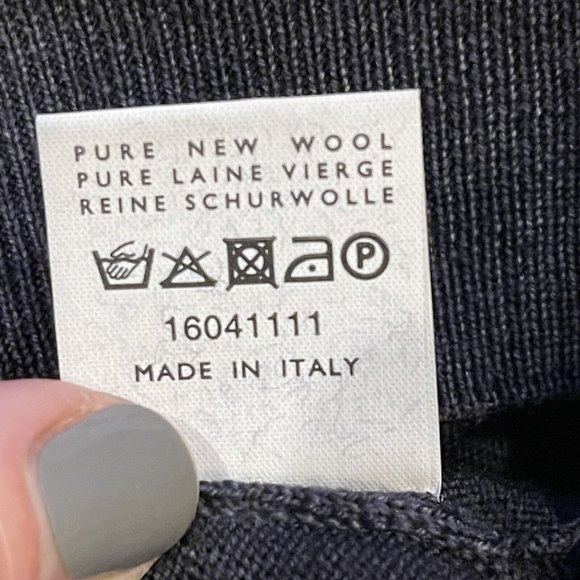 PURE NEW WOOL
PURE LAINE VIERGE
REINE SCHURWOLLE
P
16041111
MADE IN ITALY